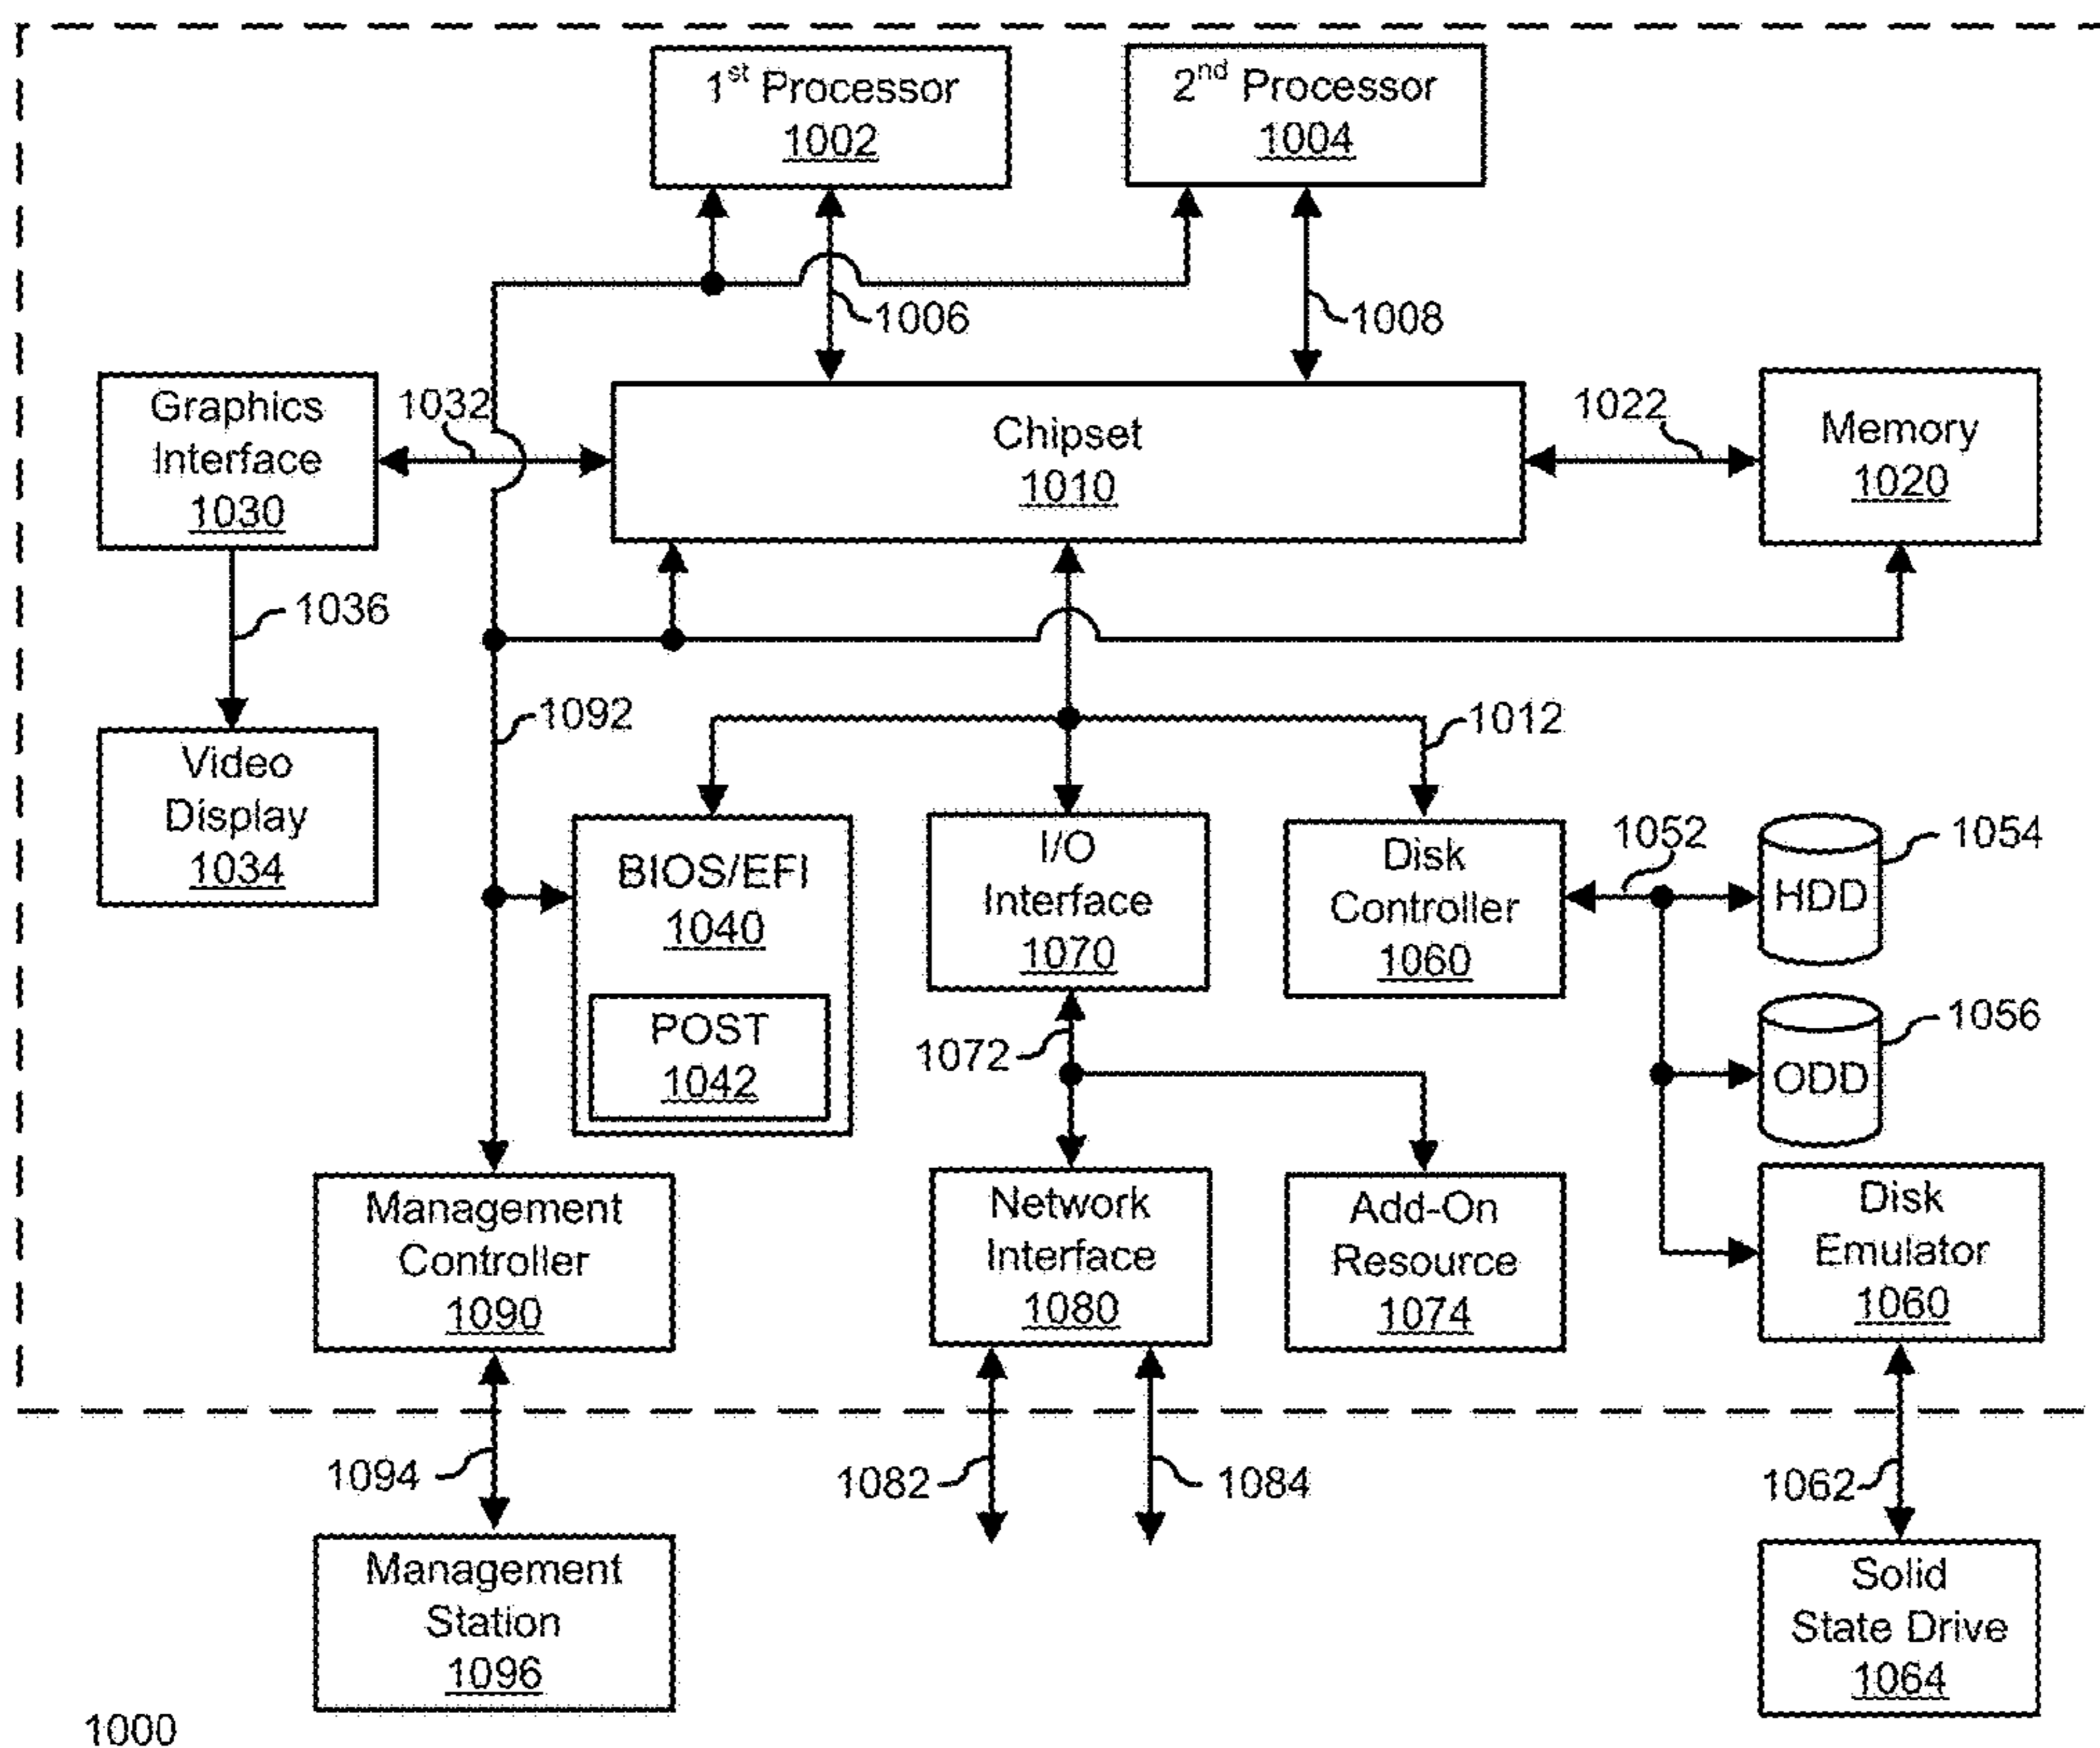 1st Processor
1002
2nd Processor
1004
1006
1008
Graphics
Interface
1030
1032
Chipset
1010
1022
Memory
1020
1036
1092
1012
Video
Display
1034
BIOS/EFI
1040
POST
1042
I/O
Interface
1070
Disk
Controller
1060
1052
HDD
1054
1072
ODD
1056
Management
Controller
1090
Network
Interface
1080
Add-On
Resource
1074
Disk
Emulator
1060
1094
1082
1084
1062
Management
Station
1096
Solid
State Drive
1064
1000